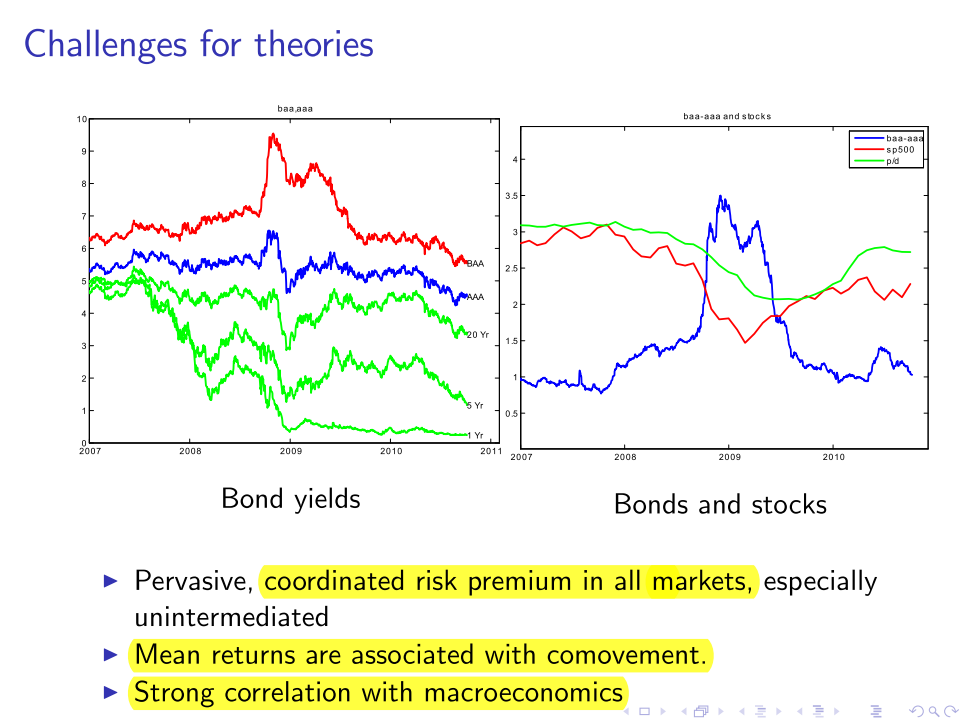 Challenges for theories
baa,aaa
10
9
8
7
6
5
4
3
2
1
0
2007
2008
2009
2010
2011
BAA
AAA
20 Yr
5 Yr
1 Yr
Bond yields
baa-aaa and stocks
4
3.5
3
2.5
2
1.5
1
0.5
2007
2008
2009
2010
baa-aaa
sp500
p/d
Bonds and stocks
Pervasive, coordinated risk premium in all markets, especially
unintermediated
Mean returns are associated with comovement.
Strong correlation with macroeconomics